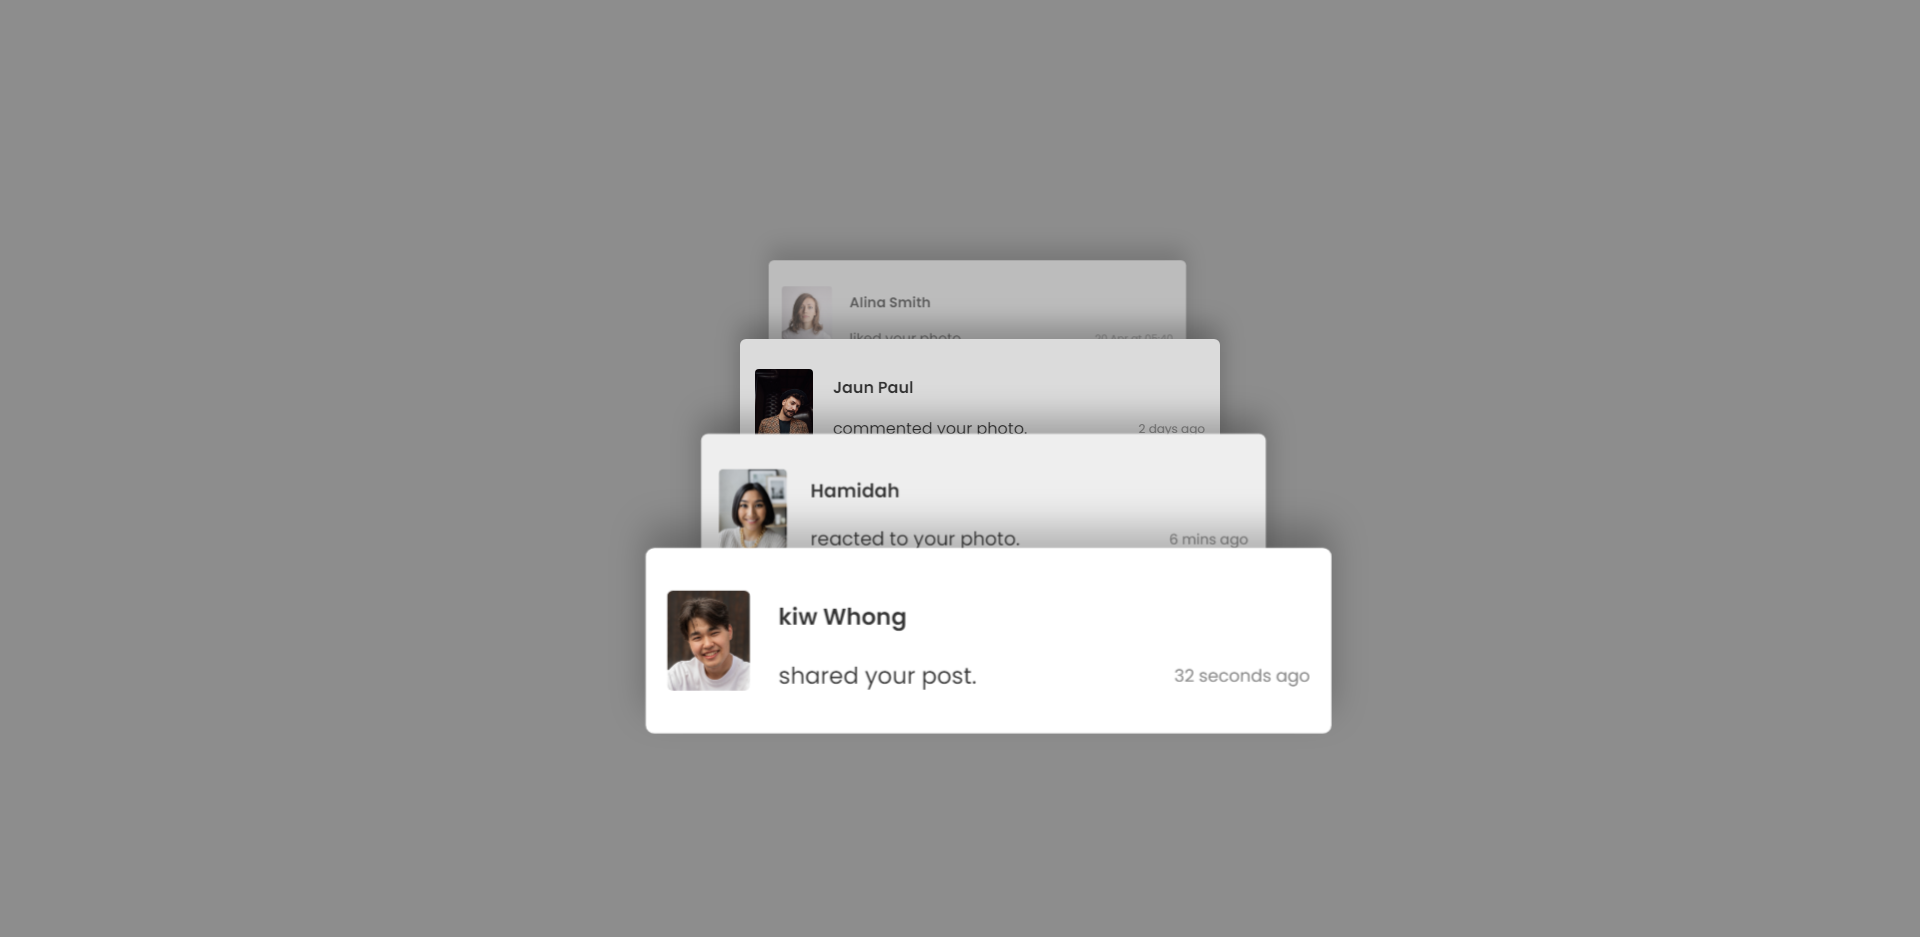 Alina Smith
liked your photo.
Jaun Paul
commented your photo.
2 days ago
Hamidah
reacted to your photo.
6 mins ago
kiw Whong
shared your post.
32 seconds ago